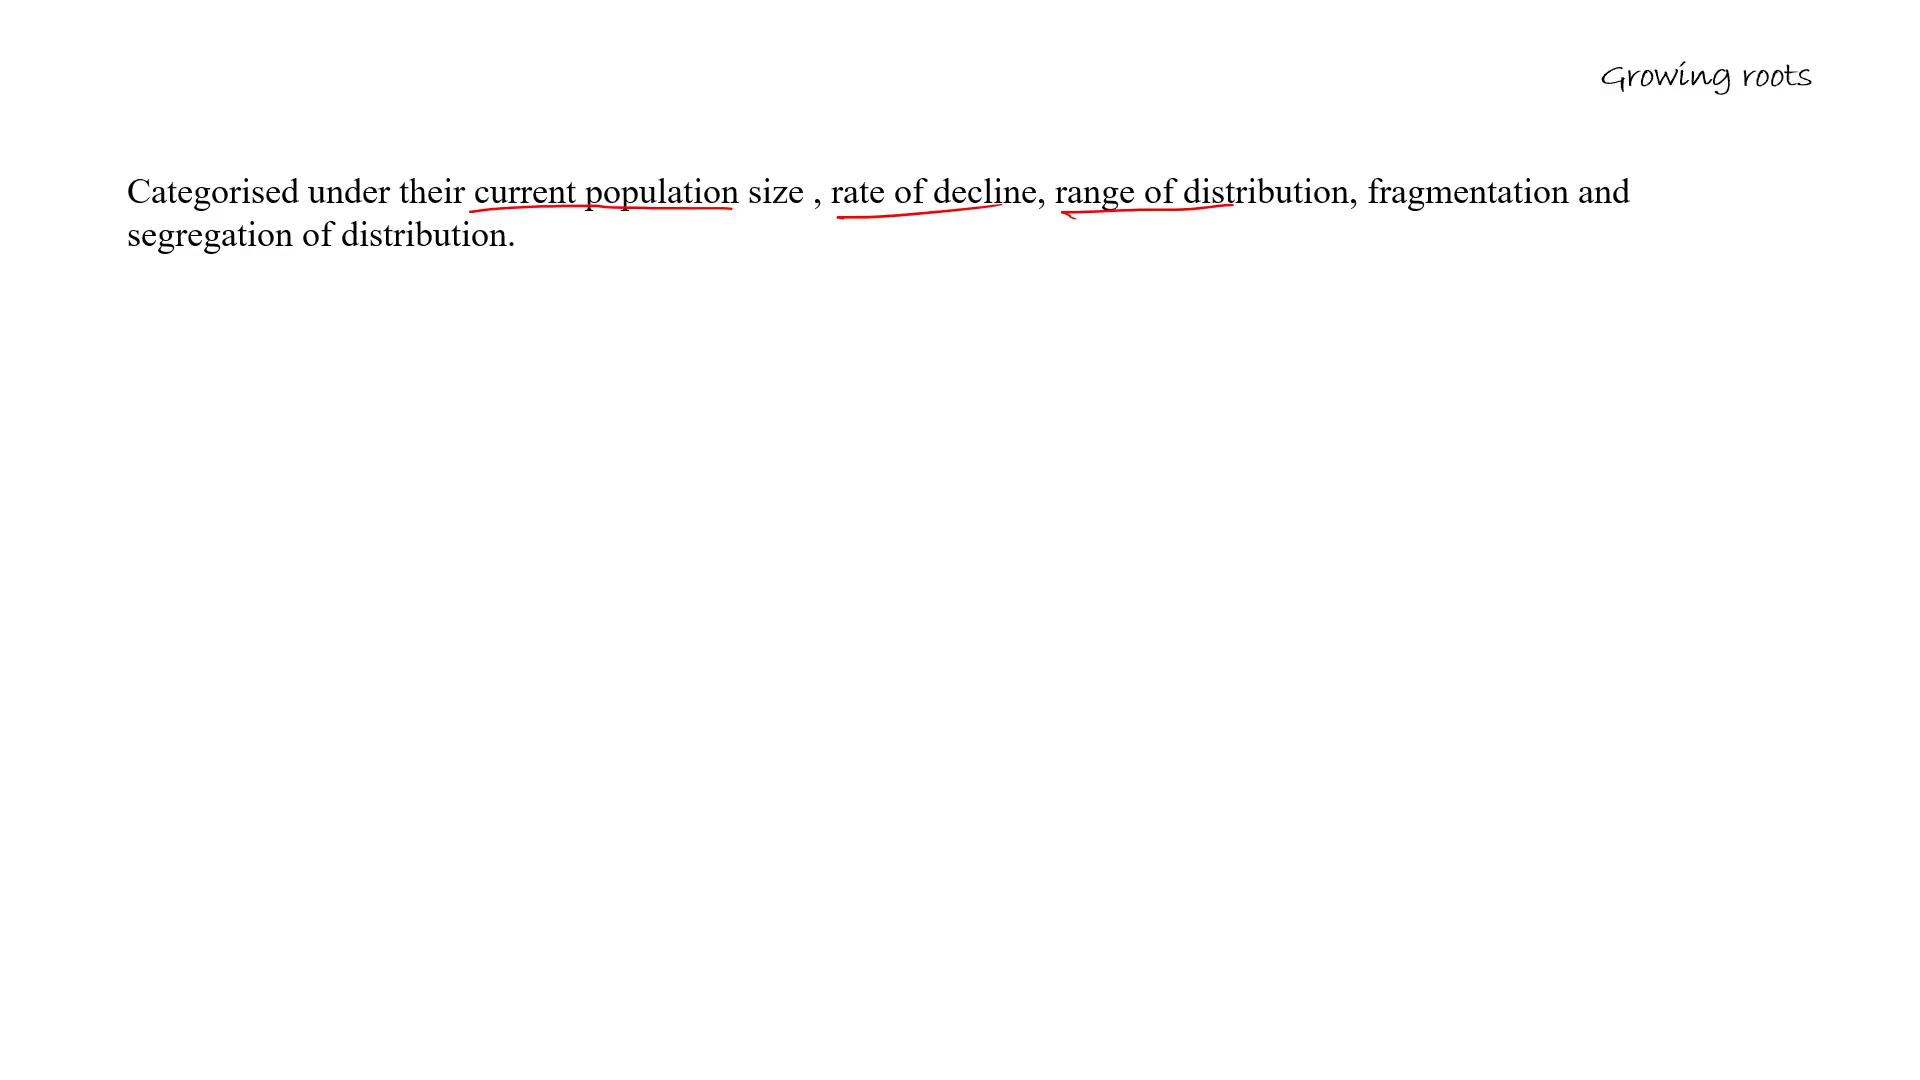 Growing roots
Categorised under their current population size , rate of decline, range of distribution, fragmentation and
segregation of distribution.